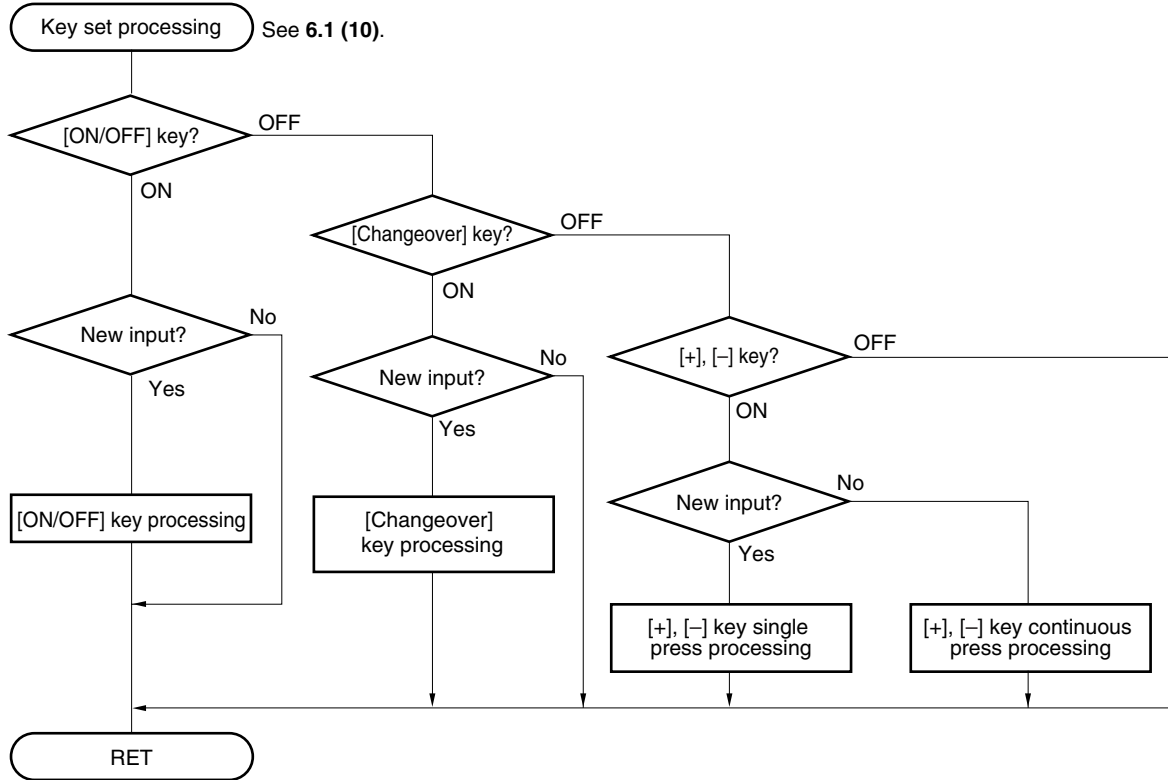 Key set processing
See 6.1 (10).
[ON/OFF] key?
OFF
ON
[Changeover] key?
OFF
ON
New input?
No
Yes
[+], [–] key?
OFF
ON
New input?
No
Yes
New input?
No
Yes
[ON/OFF] key processing
[Changeover]
key processing
[+], [–] key single
press processing
[+], [–] key continuous
press processing
RET